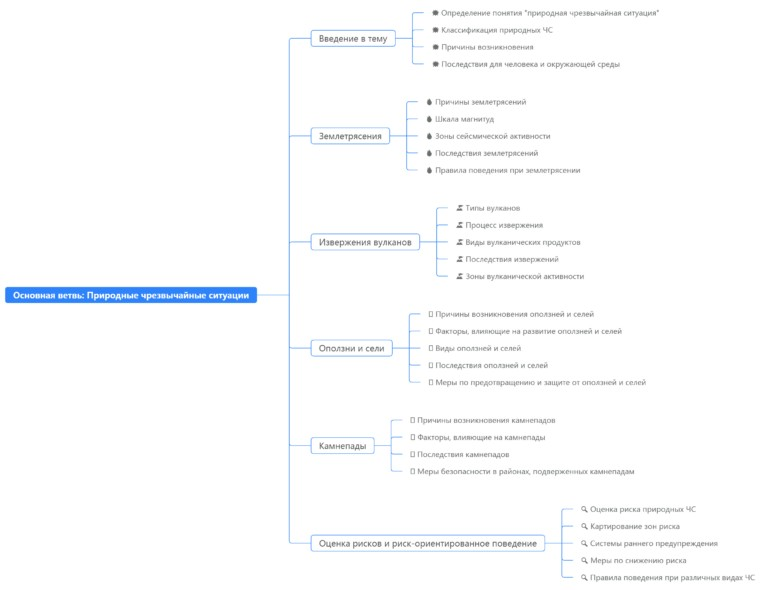 Основная ветвь: Природные чрезвычайные ситуации
Введение в тему
Определение понятия "природная чрезвычайная ситуация"
Классификация природных ЧС
Причины возникновения
Последствия для человека и окружающей среды
Землетрясения
Причины землетрясений
Шкала магнитуд
Зоны сейсмической активности
Последствия землетрясений
Правила поведения при землетрясении
Извержения вулканов
Типы вулканов
Процесс извержения
Виды вулканических продуктов
Последствия извержений
Зоны вулканической активности
Оползни и сели
Причины возникновения оползней и селей
Факторы, влияющие на развитие оползней и селей
Виды оползней и селей
Последствия оползней и селей
Меры по предотвращению и защите от оползней и селей
Камнепады
Причины возникновения камнепадов
Факторы, влияющие на камнепады
Последствия камнепадов
Меры безопасности в районах, подверженных камнепадам
Оценка рисков и риск-ориентированное поведение
Оценка риска природных ЧС
Картирование зон риска
Системы раннего предупреждения
Меры по снижению риска
Правила поведения при различных видах ЧС